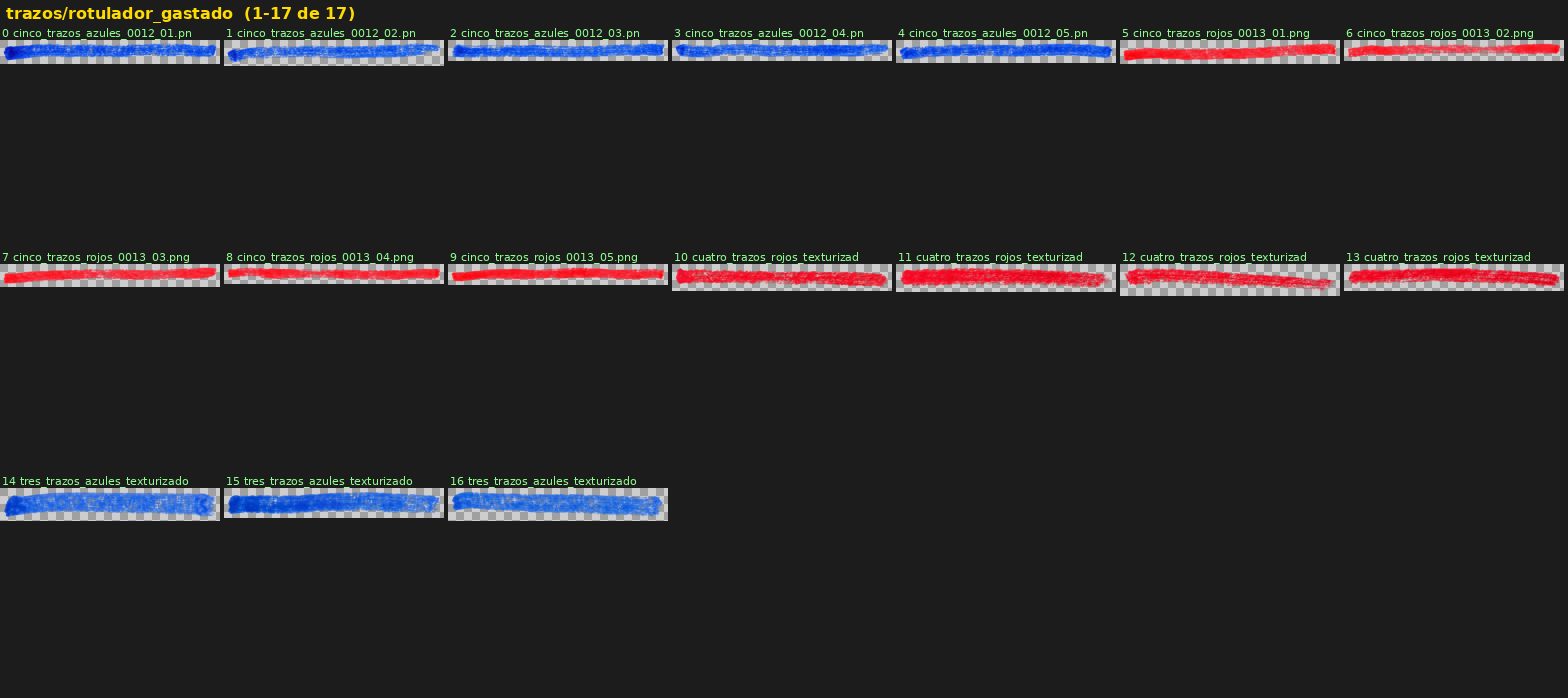 trazos/rotulador_gastado (1-17 de 17)
0 cinco_trazos_azules_0012_01.pn
1 cinco_trazos_azules_0012_02.pn
2 cinco_trazos_azules_0012_03.pn
3 cinco_trazos_azules_0012_04.pn
4 cinco_trazos_azules_0012_05.pn
5 cinco_trazos_rojos_0013_01.png
6 cinco_trazos_rojos_0013_02.png
7 cinco_trazos_rojos_0013_03.png
8 cinco_trazos_rojos_0013_04.png
9 cinco_trazos_rojos_0013_05.png
10 cuatro_trazos_rojos_texturizad
11 cuatro_trazos_rojos_texturizad
12 cuatro_trazos_rojos_texturizad
13 cuatro_trazos_rojos_texturizad
14 tres_trazos_azules_texturizado
15 tres_trazos_azules_texturizado
16 tres_trazos_azules_texturizado